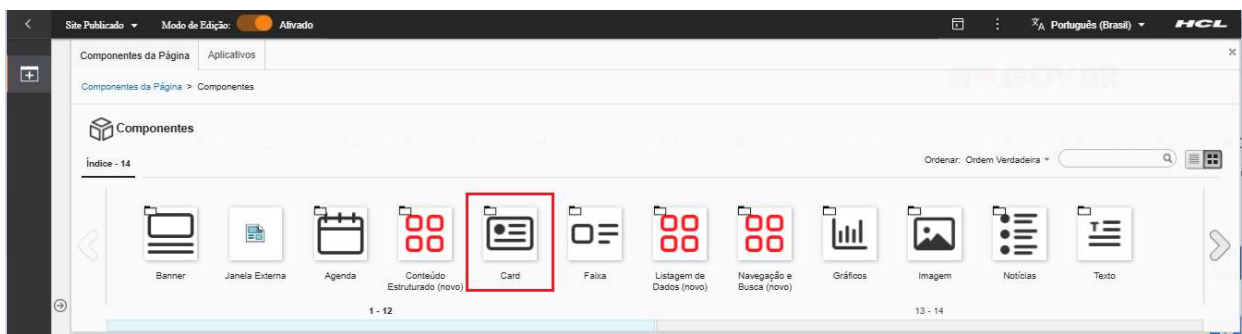 Site Publicado Modo de Edição: Ativado Português (Brasil) HCL
Componentes da Página Aplicativos
Componentes da Página > Componentes
Componentes
Índice - 14 Ordenar: Ordem Verdadeira
Banner Janela Externa Agenda Conteúdo Estruturado (novo) Card Faixa Listagem de Dados (novo) Navegação e Busca (novo) Gráficos Imagem Notícias Texto
1 - 12 13 - 14